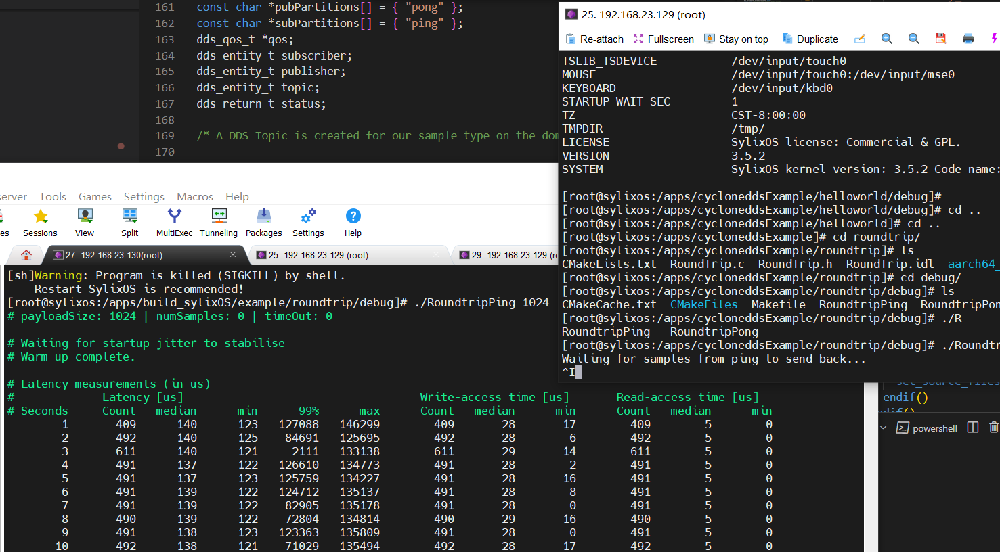 161 const char *pubPartitions[] = { "pong" };
162 const char *subPartitions[] = { "ping" };
163 dds_qos_t *qos;
164 dds_entity_t subscriber;
165 dds_entity_t publisher;
166 dds_entity_t topic;
167 dds_return_t status;
168
169 /* A DDS Topic is created for our sample type on the dom
170
25. 192.168.23.129 (root)
Re-attach Fullscreen Stay on top Duplicate
TSLIB_TSDEVICE /dev/input/touch0
MOUSE /dev/input/touch0:/dev/input/mse0
KEYBOARD /dev/input/kbd0
STARTUP_WAIT_SEC 1
TZ CST-8:00:00
TMPDIR /tmp/
LICENSE SylixOS license: Commercial & GPL.
VERSION 3.5.2
SYSTEM SylixOS kernel version: 3.5.2 Code name:
[root@sylixos:/apps/cycloneddsExample/helloworld/debug]#
[root@sylixos:/apps/cycloneddsExample/helloworld/debug]# cd ..
[root@sylixos:/apps/cycloneddsExample/helloworld]# cd ..
[root@sylixos:/apps/cycloneddsExample]# cd roundtrip/
[root@sylixos:/apps/cycloneddsExample/roundtrip]# ls
CMakeLists.txt RoundTrip.c RoundTrip.h RoundTrip.idl aarch64_
[root@sylixos:/apps/cycloneddsExample/roundtrip]# cd debug/
[root@sylixos:/apps/cycloneddsExample/roundtrip/debug]# ls
CMakeCache.txt CMakeFiles Makefile RoundtripPing RoundtripPon
[root@sylixos:/apps/cycloneddsExample/roundtrip/debug]# ./R
RoundtripPing RoundtripPong
[root@sylixos:/apps/cycloneddsExample/roundtrip/debug]# ./Roundtr
Waiting for samples from ping to send back...
^I
server Tools Games Settings Macros Help
es Sessions View Split MultiExec Tunneling Packages Settings Help
27. 192.168.23.130(root) 25. 192.168.23.129 (root) 29. 192.168.23.129 (ro
[sh]Warning: Program is killed (SIGKILL) by shell.
Restart SylixOS is recommended!
[root@sylixos:/apps/build_sylixOS/example/roundtrip/debug]# ./RoundtripPing 1024
# payloadSize: 1024 | numSamples: 0 | timeOut: 0
# Waiting for startup jitter to stabilise
# Warm up complete.
# Latency measurements (in us)
# Latency [us] Write-access time [us] Read-access time [us]
# Seconds Count median min 99% max Count median min Count median min
1 409 140 123 127088 146299 409 28 17 409 5 0
2 492 140 125 84691 125695 492 28 6 492 5 0
3 611 140 121 2111 133138 611 29 14 611 5 0
4 491 137 122 126610 134773 491 28 2 491 5 0
5 491 137 123 125759 134227 491 28 16 491 5 0
6 491 139 122 124712 135137 491 28 8 491 5 0
7 491 139 122 82905 135178 491 28 0 491 5 0
8 490 139 122 72804 134814 490 29 16 490 5 0
9 491 138 123 123363 135809 491 28 0 491 5 0
10 492 138 121 71029 135494 492 28 17 492 5 0
endif()
powershell